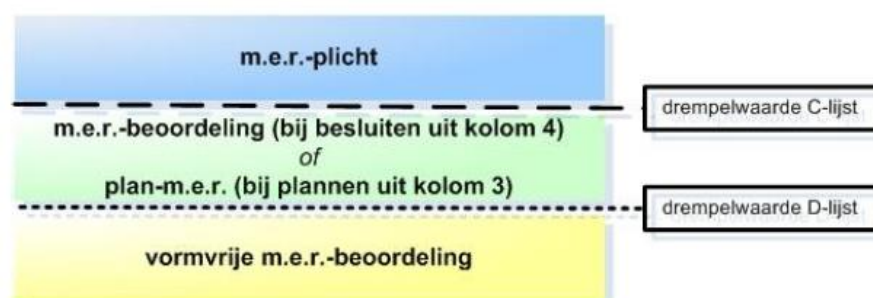 m.e.r.-plicht
drempelwaarde C-lijst
m.e.r.-beoordeling (bij besluiten uit kolom 4)
of
plan-m.e.r. (bij plannen uit kolom 3)
drempelwaarde D-lijst
vormvrije m.e.r.-beoordeling